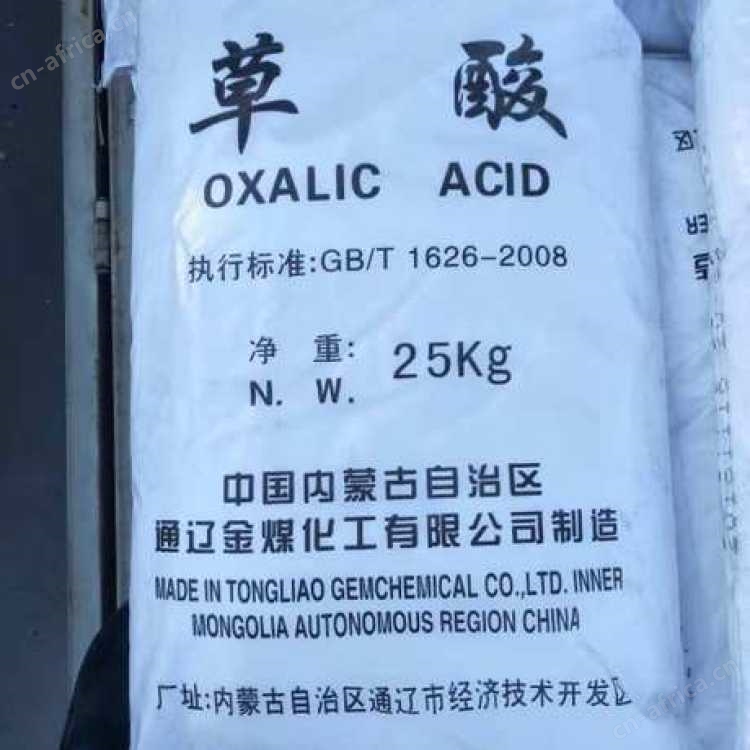 cn-africa.cn
草 酸
OXALIC ACID
执行标准:GB/T 1626-2008
净 重: 25Kg
N. W.
中国内蒙古自治区
通辽金煤化工有限公司制造
MADE IN TONGLIAO GEMCHEMICAL CO.,LTD. INNER
MONGOLIA AUTONOMOUS REGION CHINA
厂址:内蒙古自治区通辽市经济技术开发区